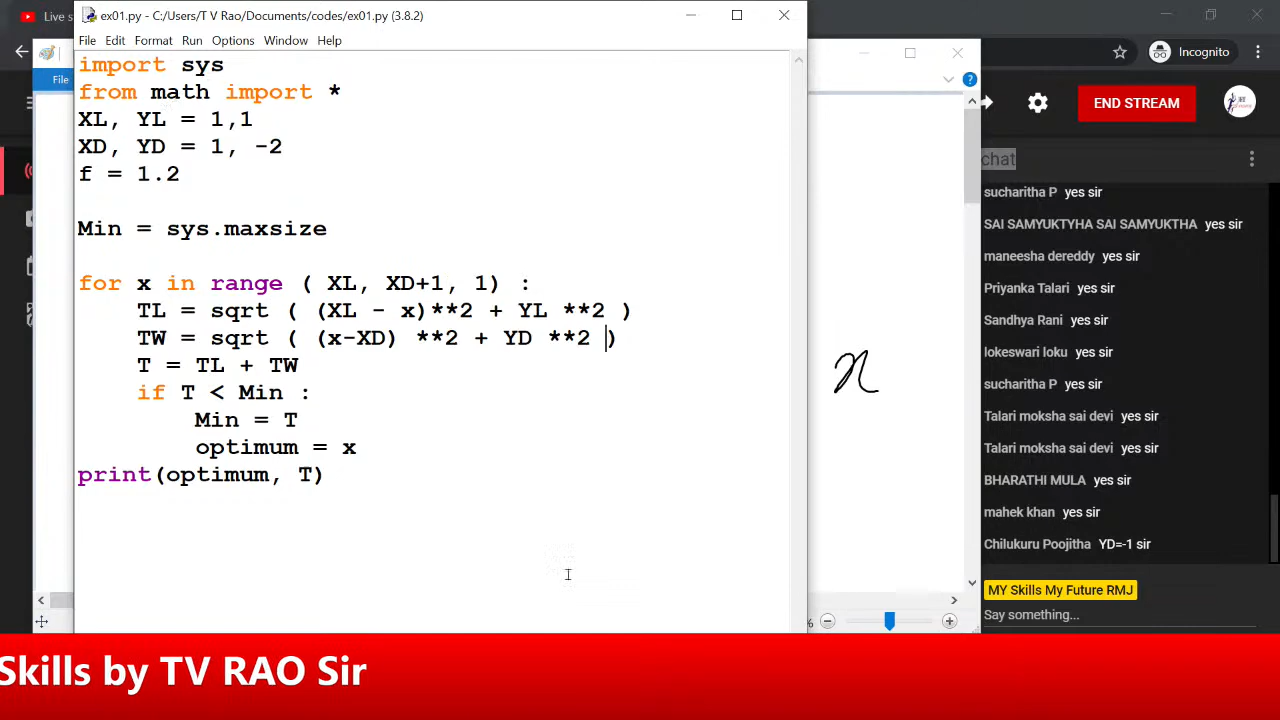 Live s
ex01.py - C:/Users/T V Rao/Documents/codes/ex01.py (3.8.2)
File Edit Format Run Options Window Help
Incognito
File
import sys
from math import *
XL, YL = 1,1
XD, YD = 1, -2
f = 1.2
Min = sys.maxsize
for x in range ( XL, XD+1, 1) :
TL = sqrt ( (XL - x)**2 + YL **2 )
TW = sqrt ( (x-XD) **2 + YD **2 )
T = TL + TW
if T < Min :
Min = T
optimum = x
print(optimum, T)
x
END STREAM
chat
sucharitha P yes sir
SAI SAMYUKTYHA SAI SAMYUKTHA yes sir
maneesha dereddy yes sir
Priyanka Talari yes sir
Sandhya Rani yes sir
lokeswari loku yes sir
sucharitha P yes sir
Talari moksha sai devi yes sir
Talari moksha sai devi yes sir
BHARATHI MULA yes sir
mahek khan yes sir
Chilukuru Poojitha YD=-1 sir
MY Skills My Future RMJ
Say something...
%
Skills by TV RAO Sir